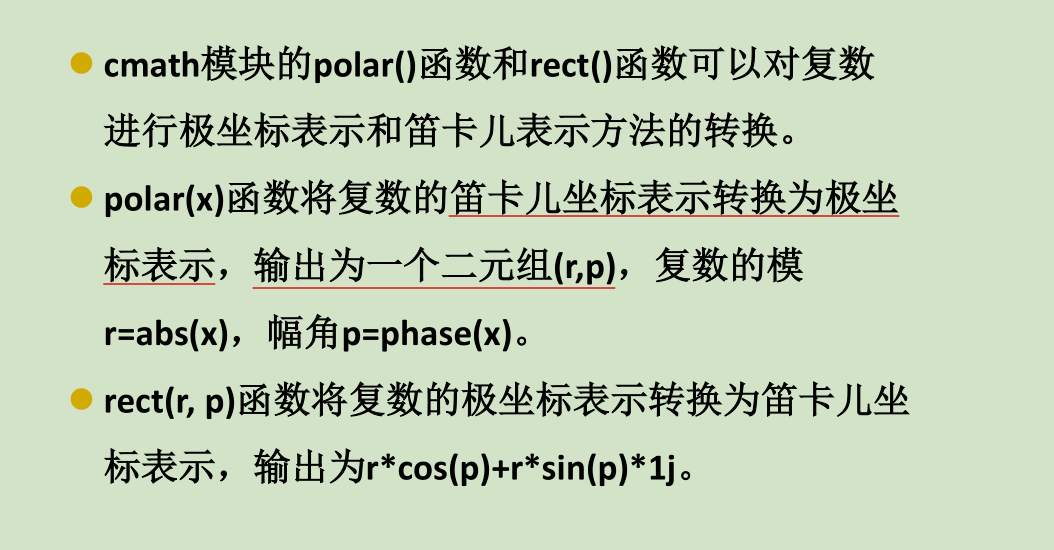 cmath模块的polar()函数和rect()函数可以对复数
进行极坐标表示和笛卡儿表示方法的转换。
polar(x)函数将复数的笛卡儿坐标表示转换为极坐
标表示，输出为一个二元组(r,p)，复数的模
r=abs(x)，幅角p=phase(x)。
rect(r, p)函数将复数的极坐标表示转换为笛卡儿坐
标表示，输出为r*cos(p)+r*sin(p)*1j。